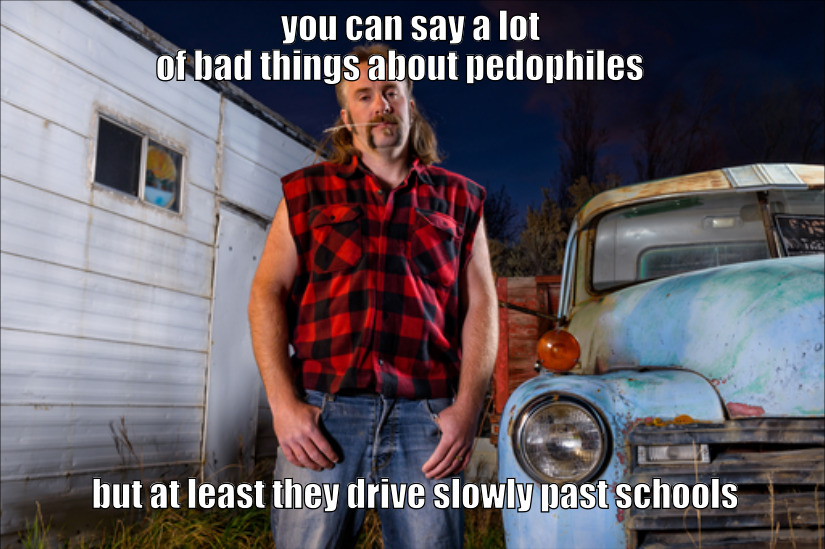 you can say a lot
of bad things about pedophiles
but at least they drive slowly past schools